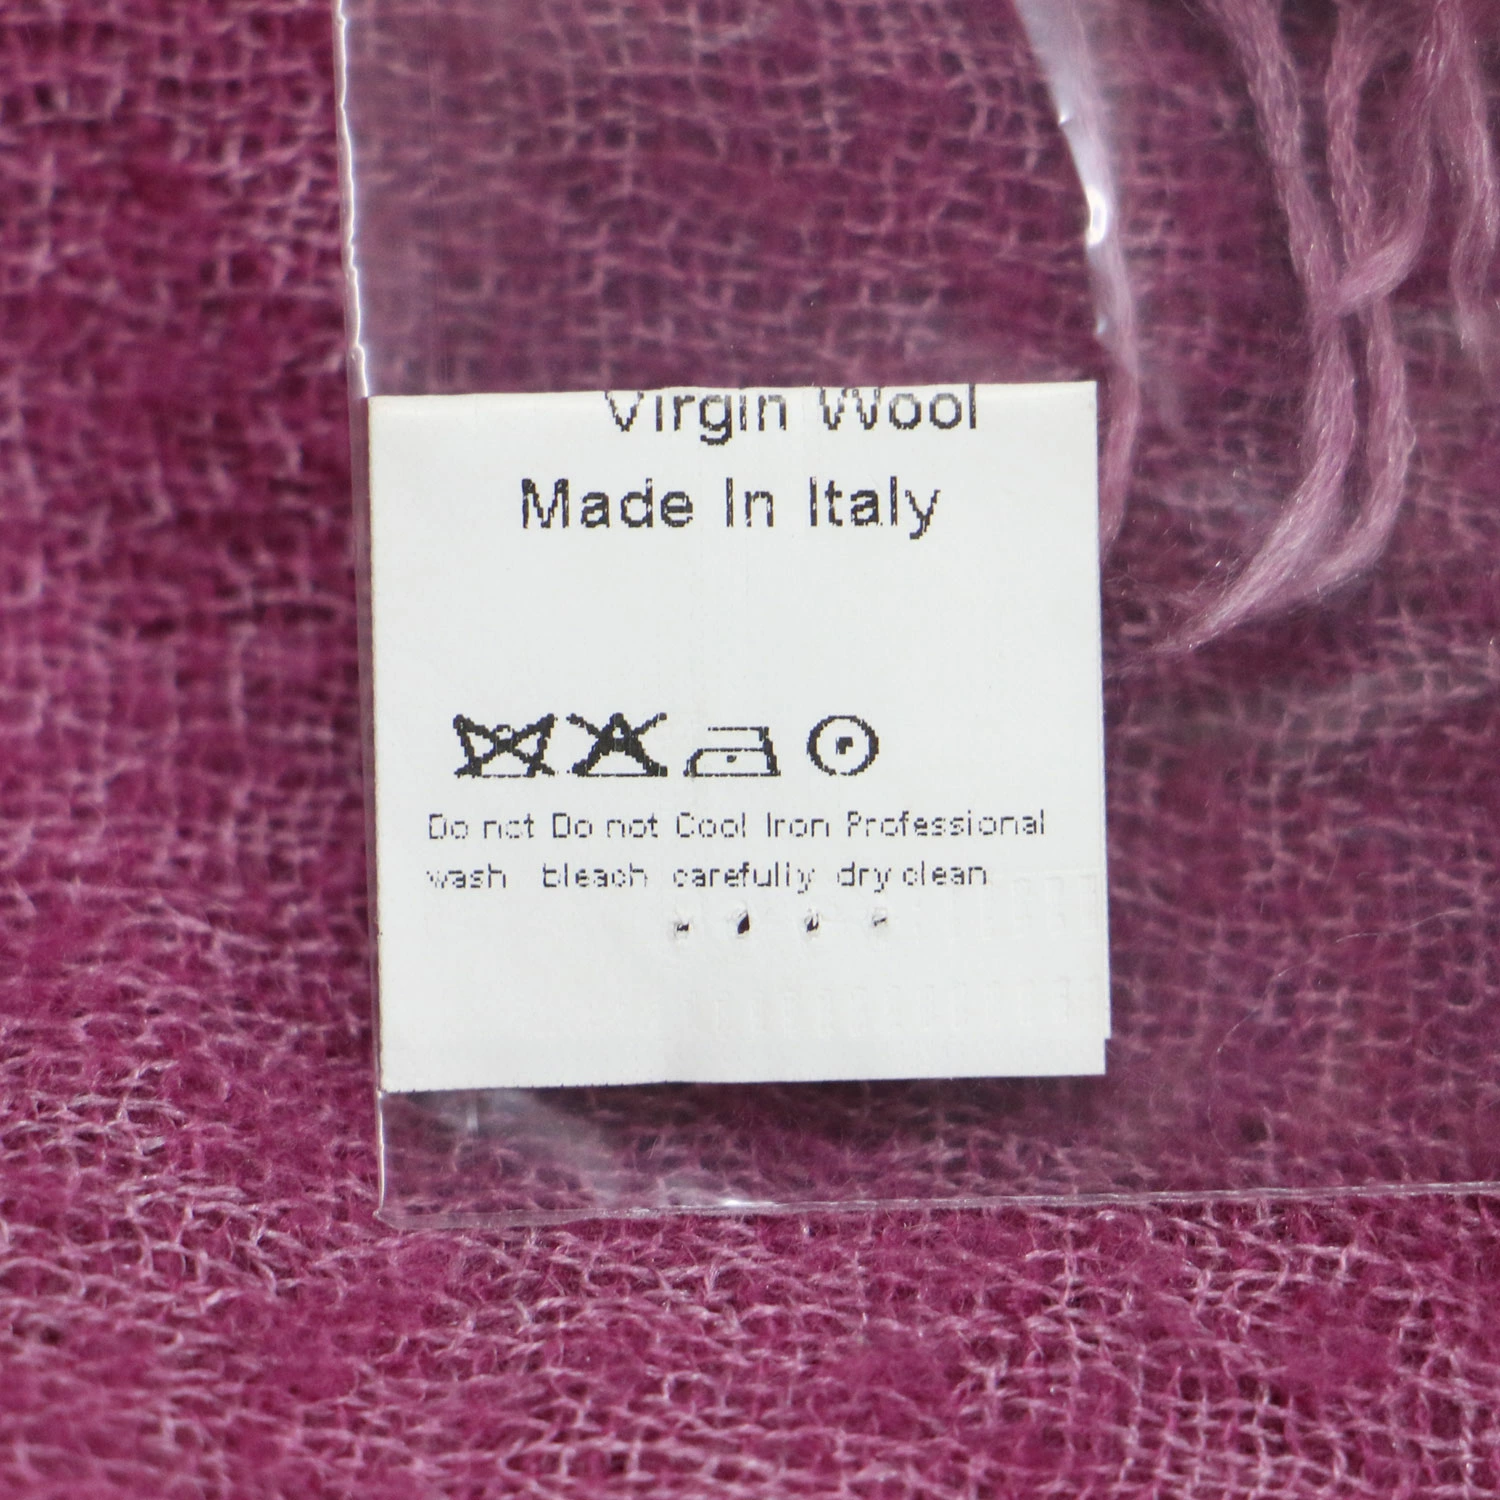 Virgin Wool
Made In Italy
Do not Do not Cool Iron Professional
wash bleach carefully dry clean